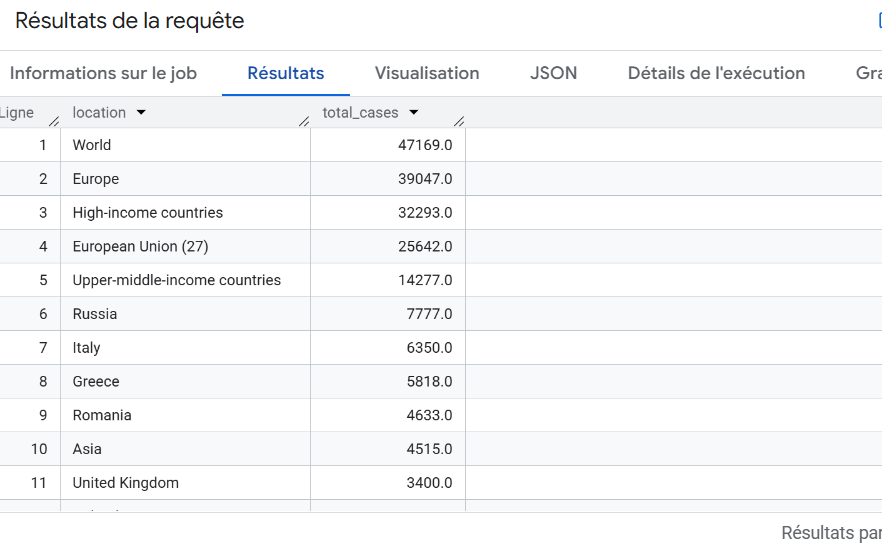 Résultats de la requête
Informations sur le job Résultats Visualisation JSON Détails de l'exécution Gra
Ligne location total_cases
1 World 47169.0
2 Europe 39047.0
3 High-income countries 32293.0
4 European Union (27) 25642.0
5 Upper-middle-income countries 14277.0
6 Russia 7777.0
7 Italy 6350.0
8 Greece 5818.0
9 Romania 4633.0
10 Asia 4515.0
11 United Kingdom 3400.0
Résultats par